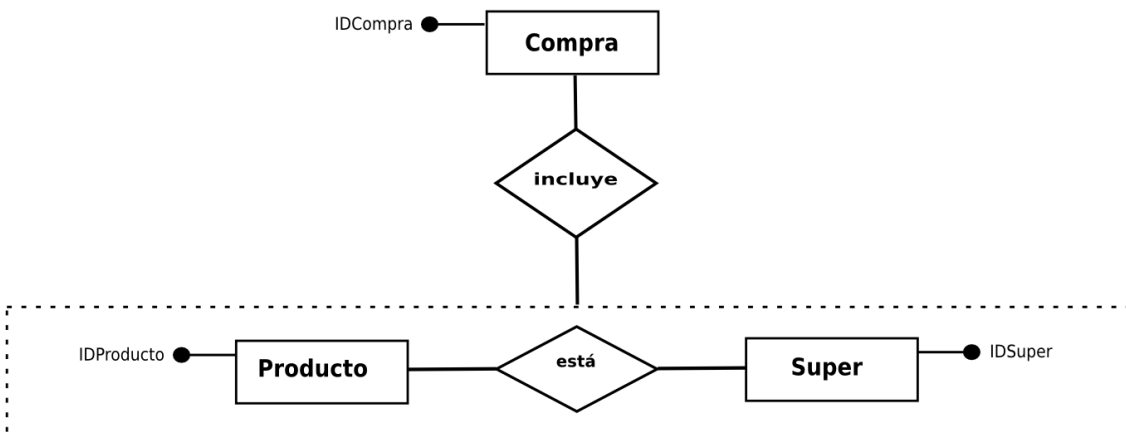 IDCompra
Compra
incluye
IDProducto
Producto
está
Super
IDSuper